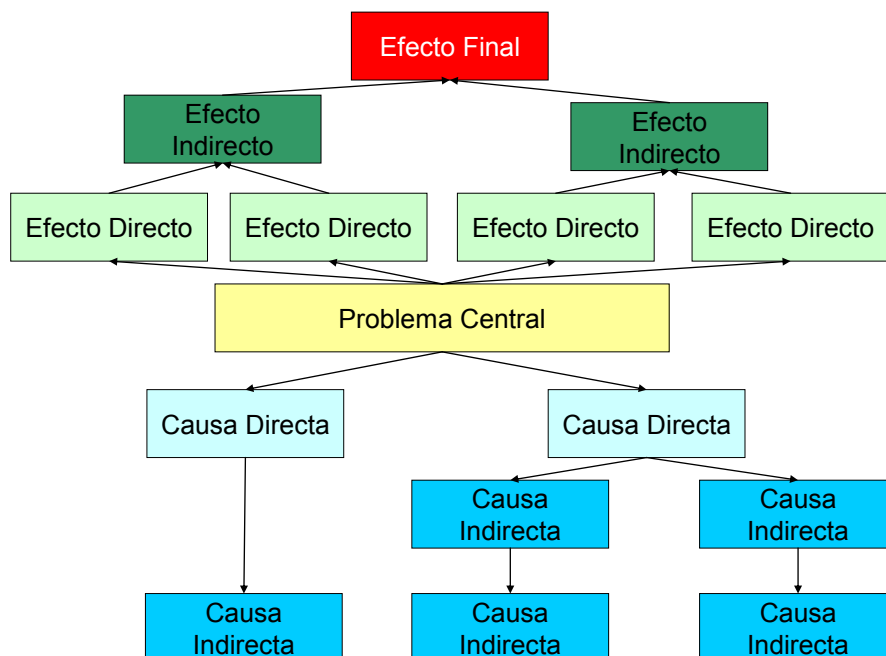 Efecto Final
Efecto
Indirecto
Efecto
Indirecto
Efecto Directo
Efecto Directo
Efecto Directo
Efecto Directo
Problema Central
Causa Directa
Causa Directa
Causa
Indirecta
Causa
Indirecta
Causa
Indirecta
Causa
Indirecta
Causa
Indirecta